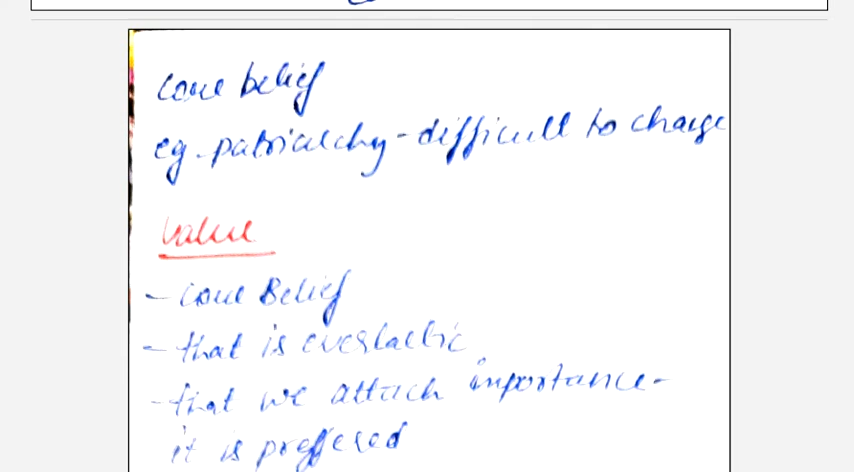 core belief
eg. patriarchy - difficult to change
Value
- core Belief
- that is
- that we attach importance -
it is preffered